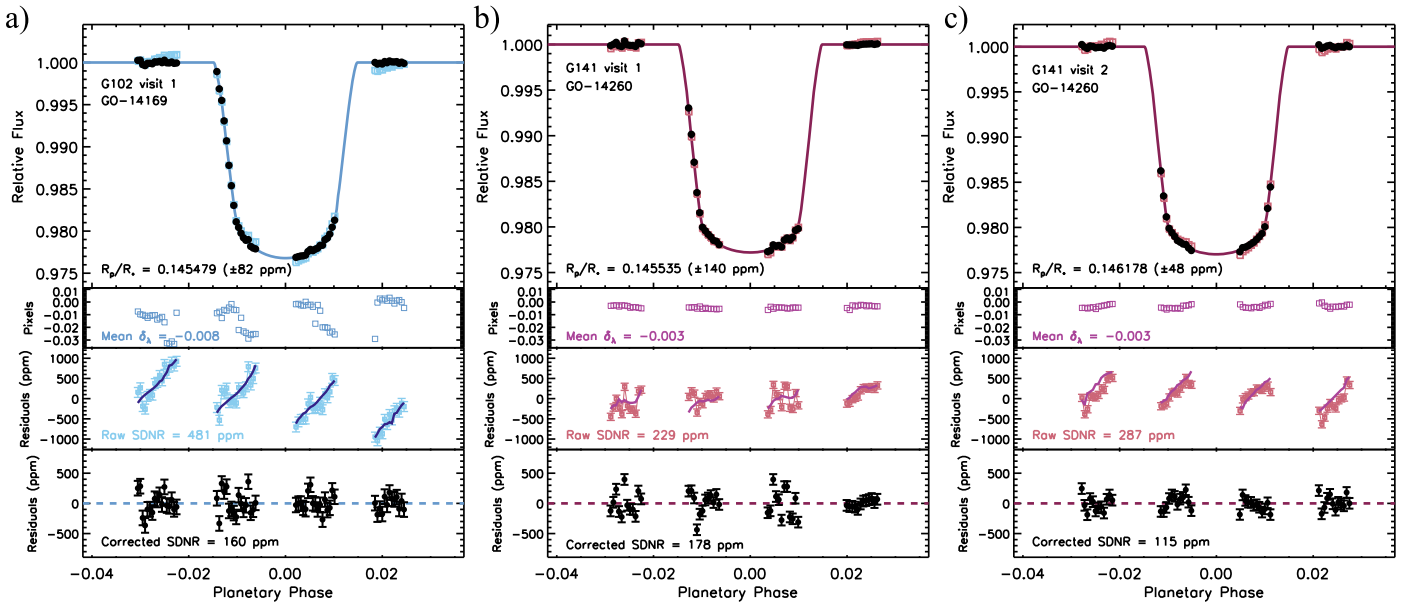 a)
G102 visit 1
GO-14169
Relative Flux
1.000
0.995
0.990
0.985
0.980
0.975
Rₚ/R⋆ = 0.145479 (±82 ppm)
Pixels
0.01
0.00
-0.01
-0.02
-0.03
Mean δλ = -0.008
Residuals (ppm)
1000
500
0
-500
-1000
Raw SDNR = 481 ppm
Residuals (ppm)
500
0
-500
Corrected SDNR = 160 ppm
-0.04 -0.02 0.00 0.02
Planetary Phase
b)
G141 visit 1
GO-14260
Relative Flux
1.000
0.995
0.990
0.985
0.980
0.975
Rₚ/R⋆ = 0.145535 (±140 ppm)
Pixels
0.01
0.00
-0.01
-0.02
-0.03
Mean δλ = -0.003
Residuals (ppm)
1000
500
0
-500
-1000
Raw SDNR = 229 ppm
Residuals (ppm)
500
0
-500
Corrected SDNR = 178 ppm
-0.04 -0.02 0.00 0.02
Planetary Phase
c)
G141 visit 2
GO-14260
Relative Flux
1.000
0.995
0.990
0.985
0.980
0.975
Rₚ/R⋆ = 0.146178 (±48 ppm)
Pixels
0.01
0.00
-0.01
-0.02
-0.03
Mean δλ = -0.003
Residuals (ppm)
1000
500
0
-500
-1000
Raw SDNR = 287 ppm
Residuals (ppm)
500
0
-500
Corrected SDNR = 115 ppm
-0.04 -0.02 0.00 0.02
Planetary Phase